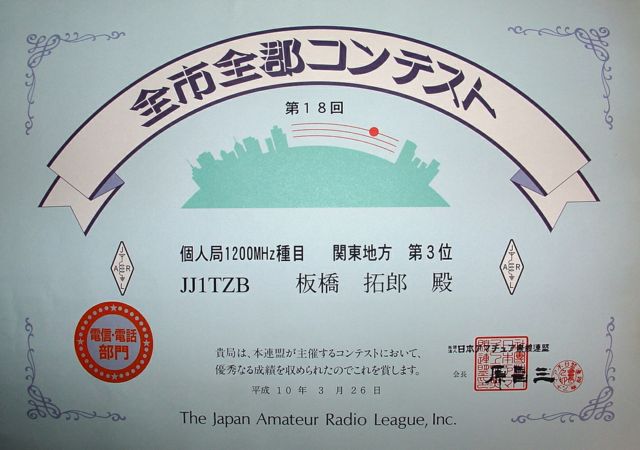 全市全郡コンテスト
第18回
個人局1200MHz種目 関東地方 第3位
JJ1TZB 板橋 拓郎 殿
電信・電話
部門
貴局は、本連盟が主催するコンテストにおいて、
優秀なる成績を収められたのでこれを賞します。
平成10年3月26日
日本アマチュア無線連盟
会長 原昌三
The Japan Amateur Radio League, Inc.